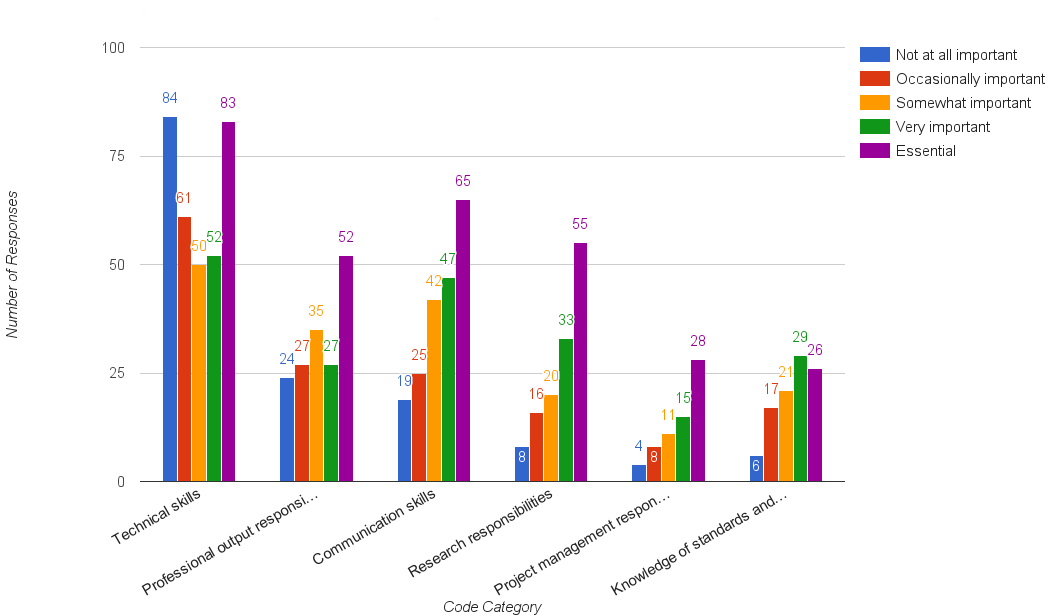 100
75
50
25
0
Number of Responses
84
61
50
52
83
24
27
35
27
52
19
25
42
47
65
8
16
20
33
55
4
8
11
15
28
6
17
21
29
26
Technical skills
Professional output responsi...
Communication skills
Research responsibilities
Project management respon...
Knowledge of standards and...
Code Category
Not at all important
Occasionally important
Somewhat important
Very important
Essential